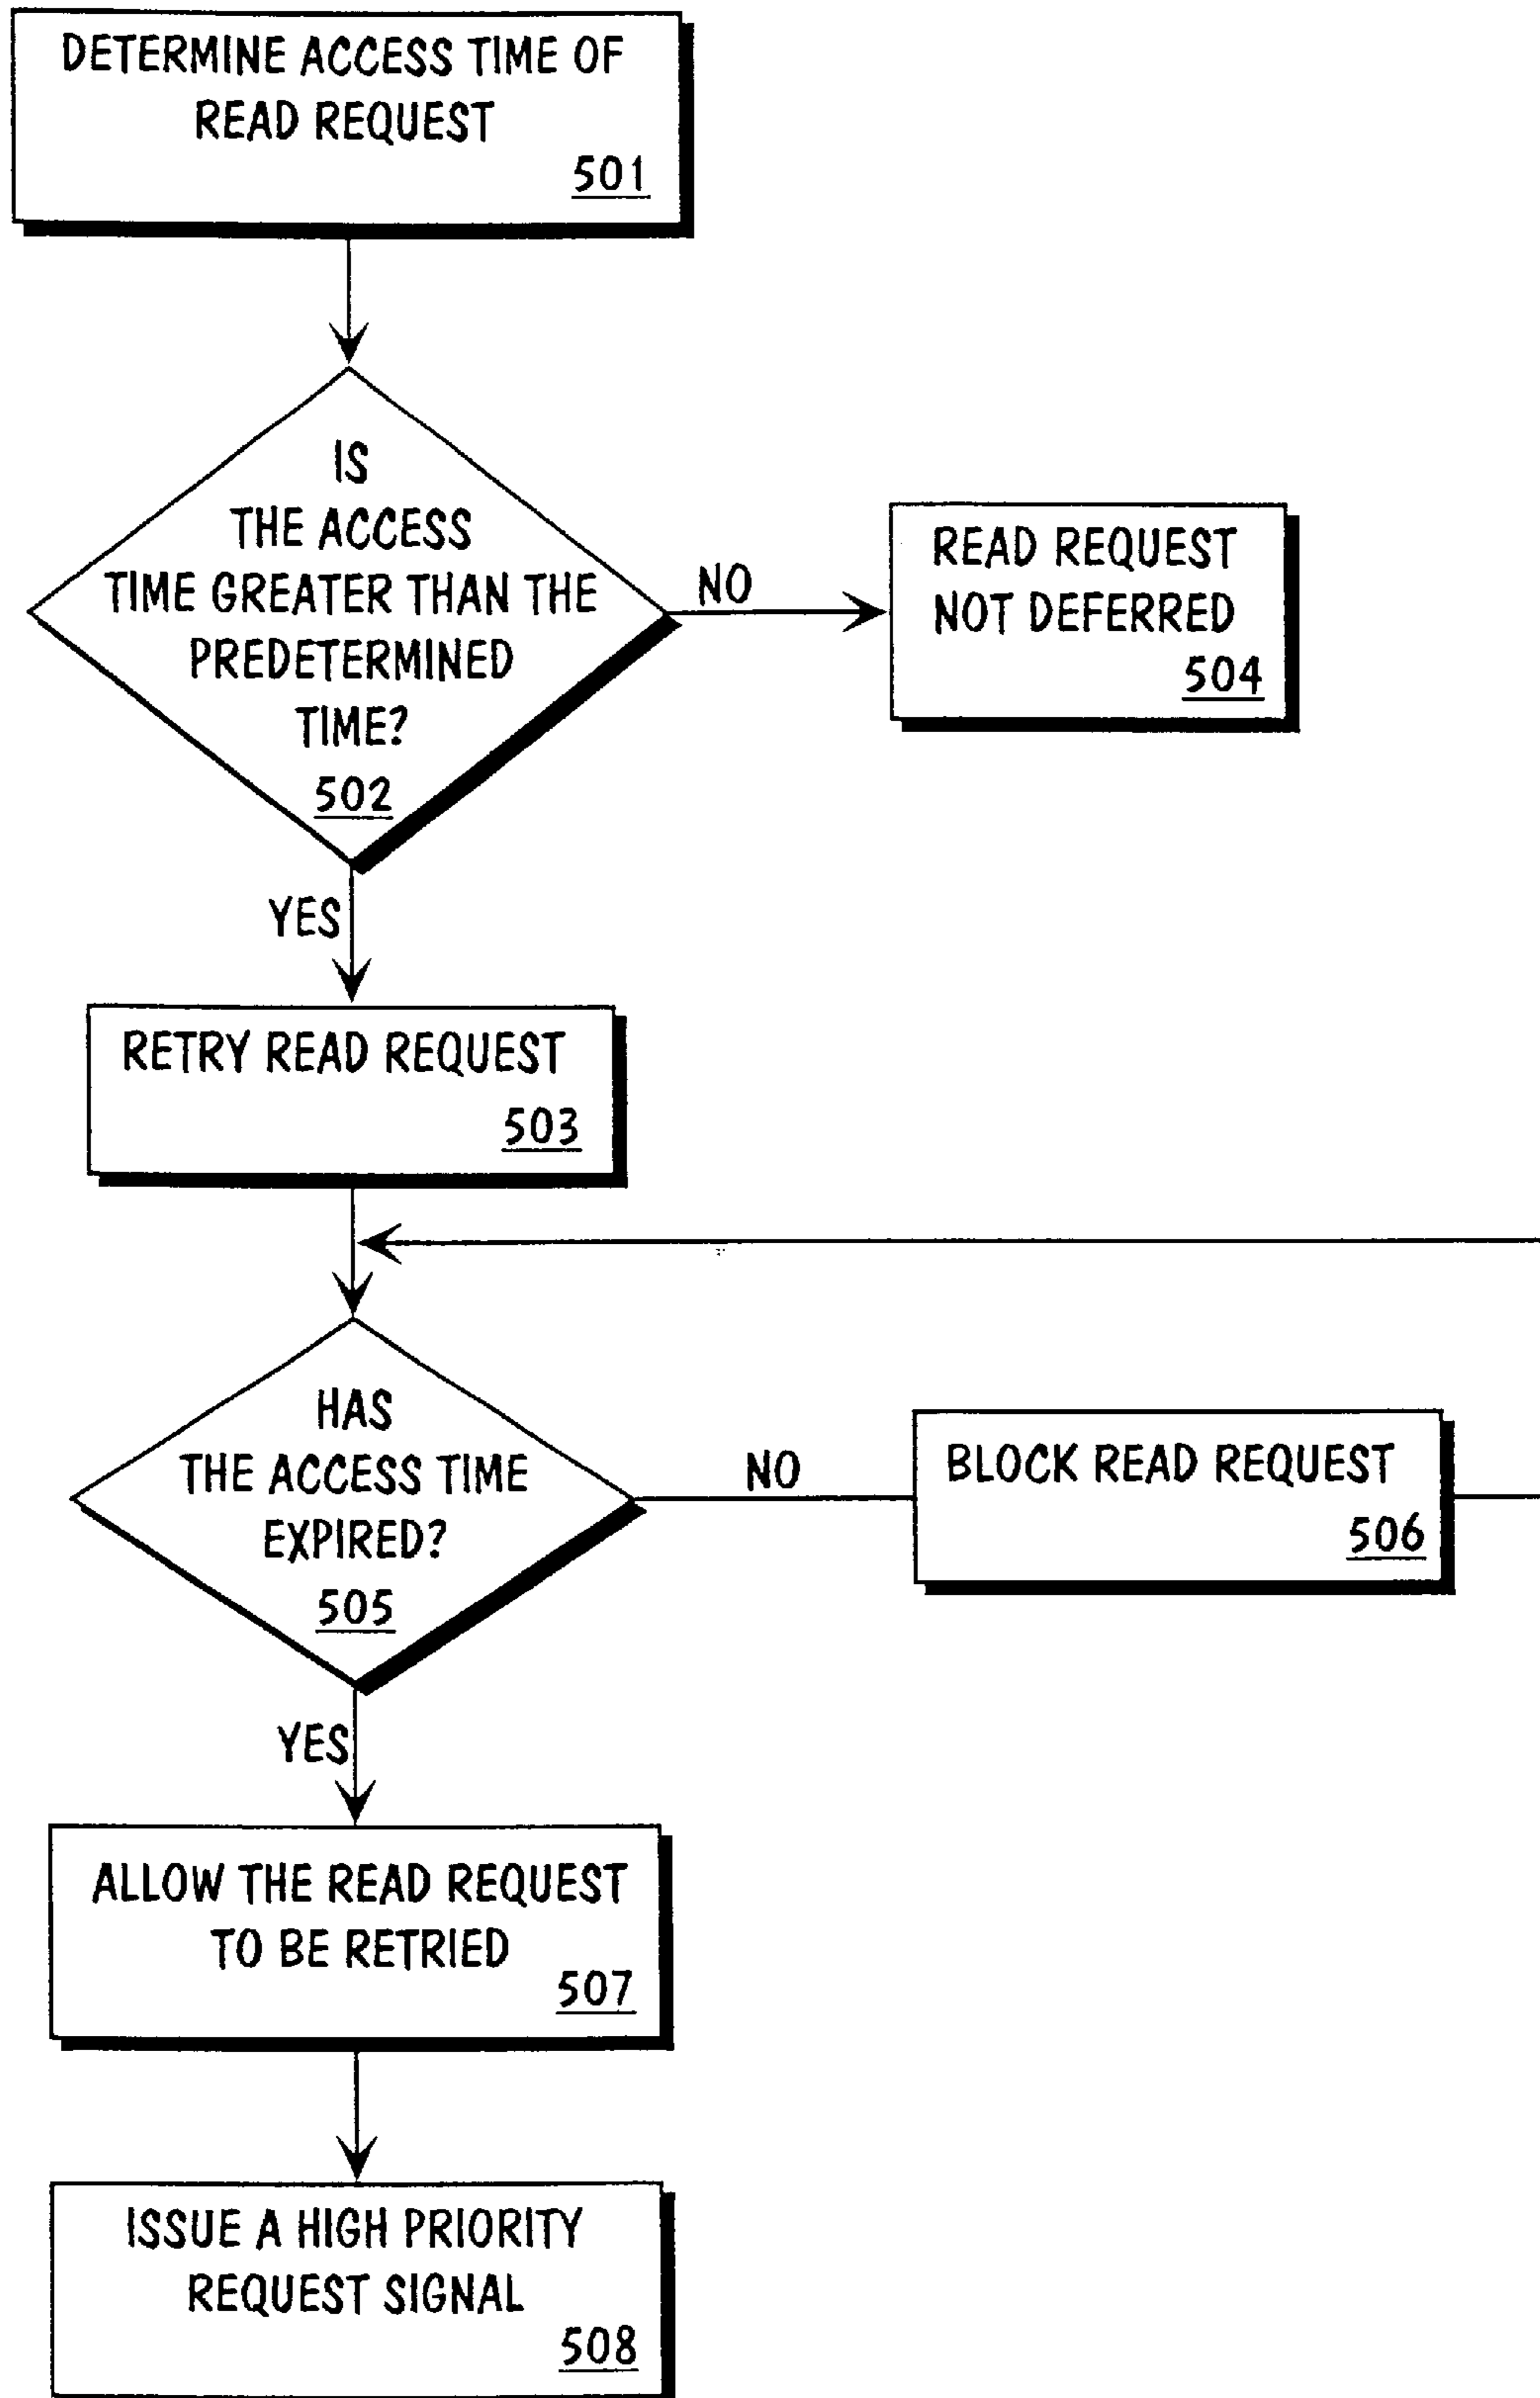 DETERMINE ACCESS TIME OF
READ REQUEST
501
IS
THE ACCESS
TIME GREATER THAN THE
PREDETERMINED
TIME?
502
NO
READ REQUEST
NOT DEFERRED
504
YES
RETRY READ REQUEST
503
HAS
THE ACCESS TIME
EXPIRED?
505
NO
BLOCK READ REQUEST
506
YES
ALLOW THE READ REQUEST
TO BE RETRIED
507
ISSUE A HIGH PRIORITY
REQUEST SIGNAL
508